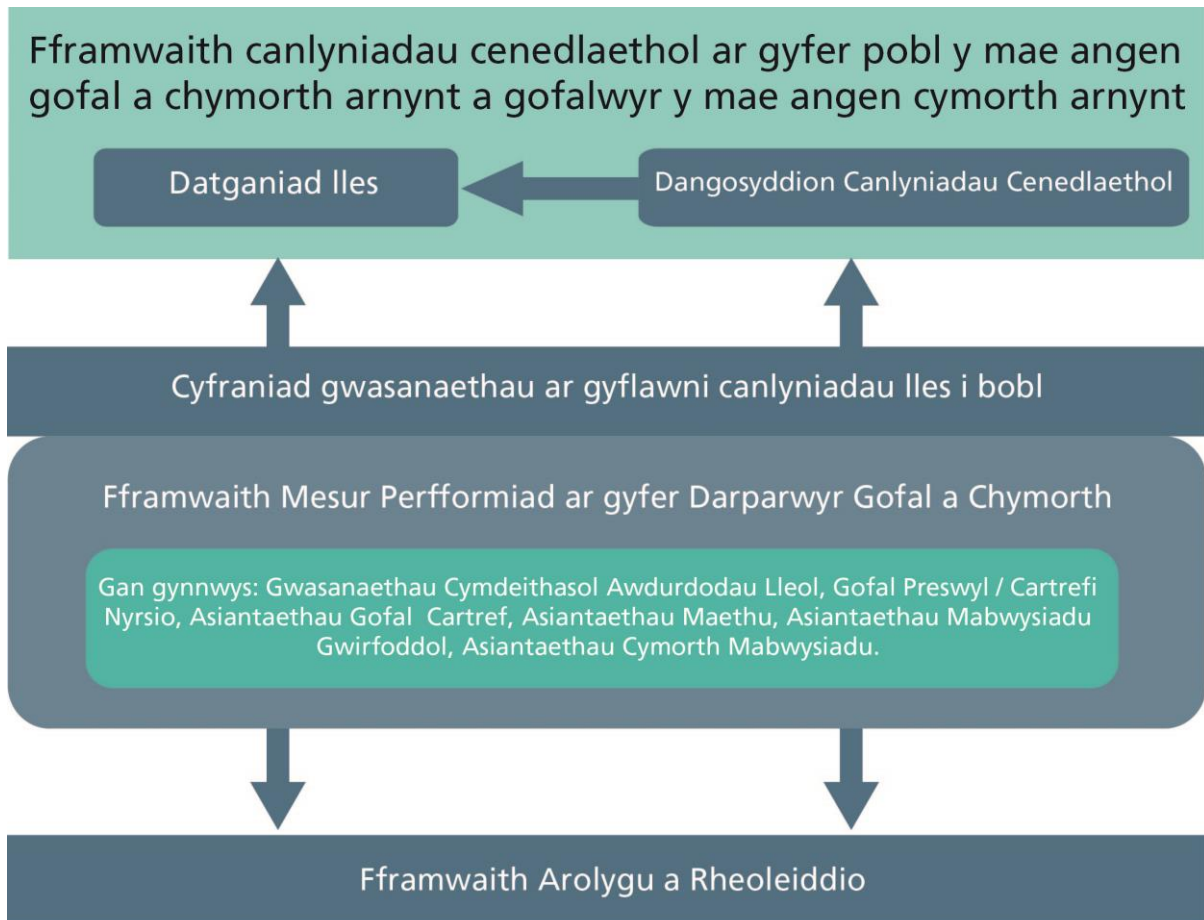 Fframwaith canlyniadau cenedlaethol ar gyfer pobl y mae angen
gofal a chymorth arnynt a gofalwyr y mae angen cymorth arnynt
Datganiad lles
Dangosyddion Canlyniadau Cenedlaethol
Cyfraniad gwasanaethau ar gyflawni canlyniadau lles i bobl
Fframwaith Mesur Perfformiad ar gyfer Darparwyr Gofal a Chymorth
Gan gynnwys: Gwasanaethau Cymdeithasol Awdurdodau Lleol, Gofal Preswyl / Cartrefi
Nyrsio, Asiantaethau Gofal Cartref, Asiantaethau Maethu, Asiantaethau Mabwysiadu
Gwirfoddol, Asiantaethau Cymorth Mabwysiadu.
Fframwaith Arolygu a Rheoleiddio